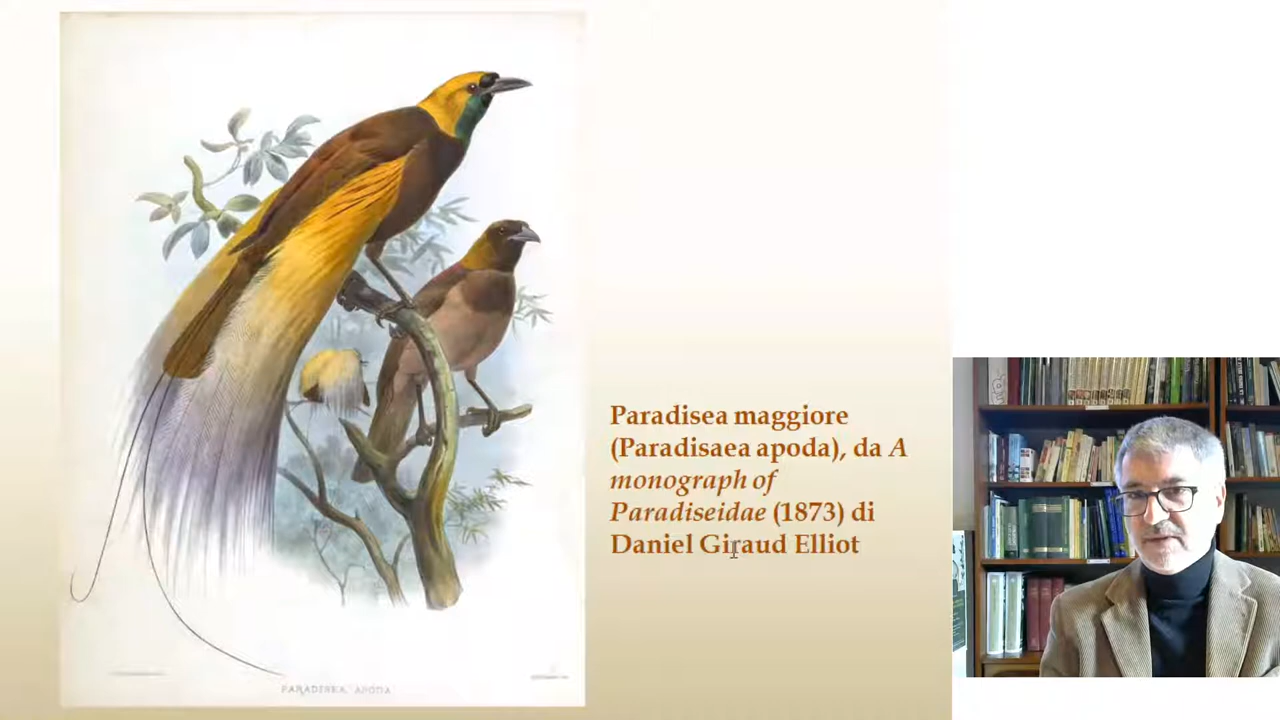 PARADISEA APODA
Paradisea maggiore
(Paradisaea apoda), da A
monograph of
Paradiseidae (1873) di
Daniel Giraud Elliot